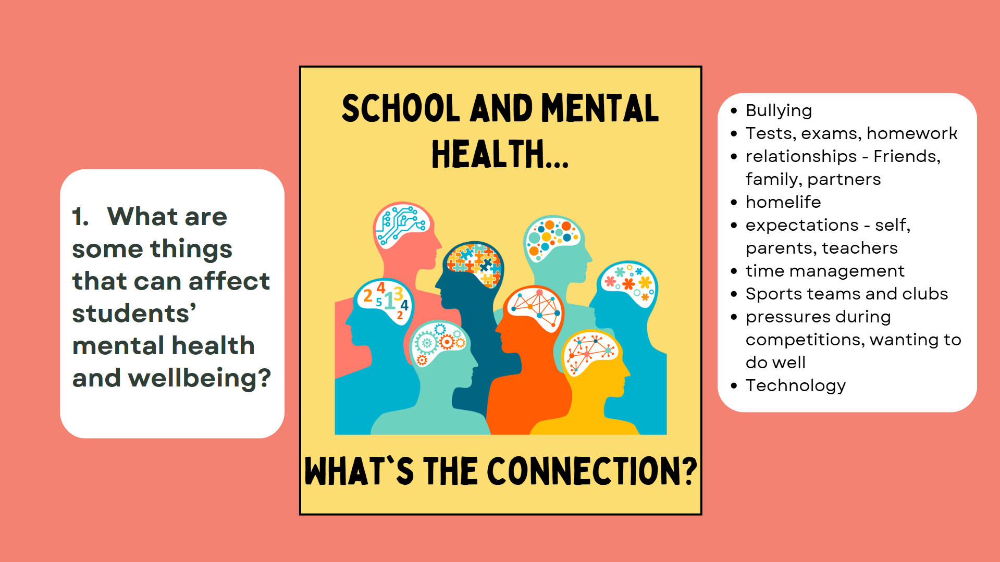 1. What are
some things
that can affect
students’
mental health
and wellbeing?
SCHOOL AND MENTAL
HEALTH...
2 4 5 1 3 4 2
WHAT`S THE CONNECTION?
• Bullying
• Tests, exams, homework
• relationships - Friends,
family, partners
• homelife
• expectations - self,
parents, teachers
• time management
• Sports teams and clubs
• pressures during
competitions, wanting to
do well
• Technology